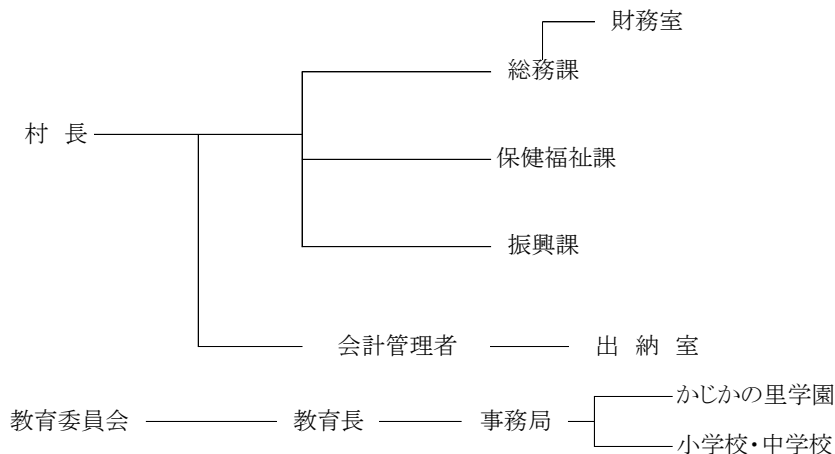 財務室
総務課
村 長
保健福祉課
振興課
会計管理者 出 納 室
かじかの里学園
教育委員会 教育長 事務局
小学校・中学校